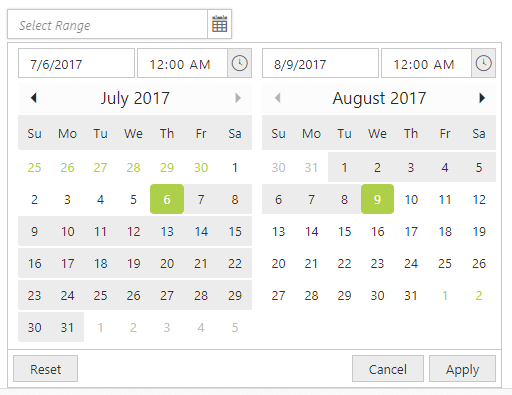 Select Range
7/6/2017 12:00 AM 8/9/2017 12:00 AM
July 2017 August 2017
Su Mo Tu We Th Fr Sa Su Mo Tu We Th Fr Sa
25 26 27 28 29 30 1 30 31 1 2 3 4 5
2 3 4 5 6 7 8 6 7 8 9 10 11 12
9 10 11 12 13 14 15 13 14 15 16 17 18 19
16 17 18 19 20 21 22 20 21 22 23 24 25 26
23 24 25 26 27 28 29 27 28 29 30 31 1 2
30 31 1 2 3 4 5
Reset Cancel Apply